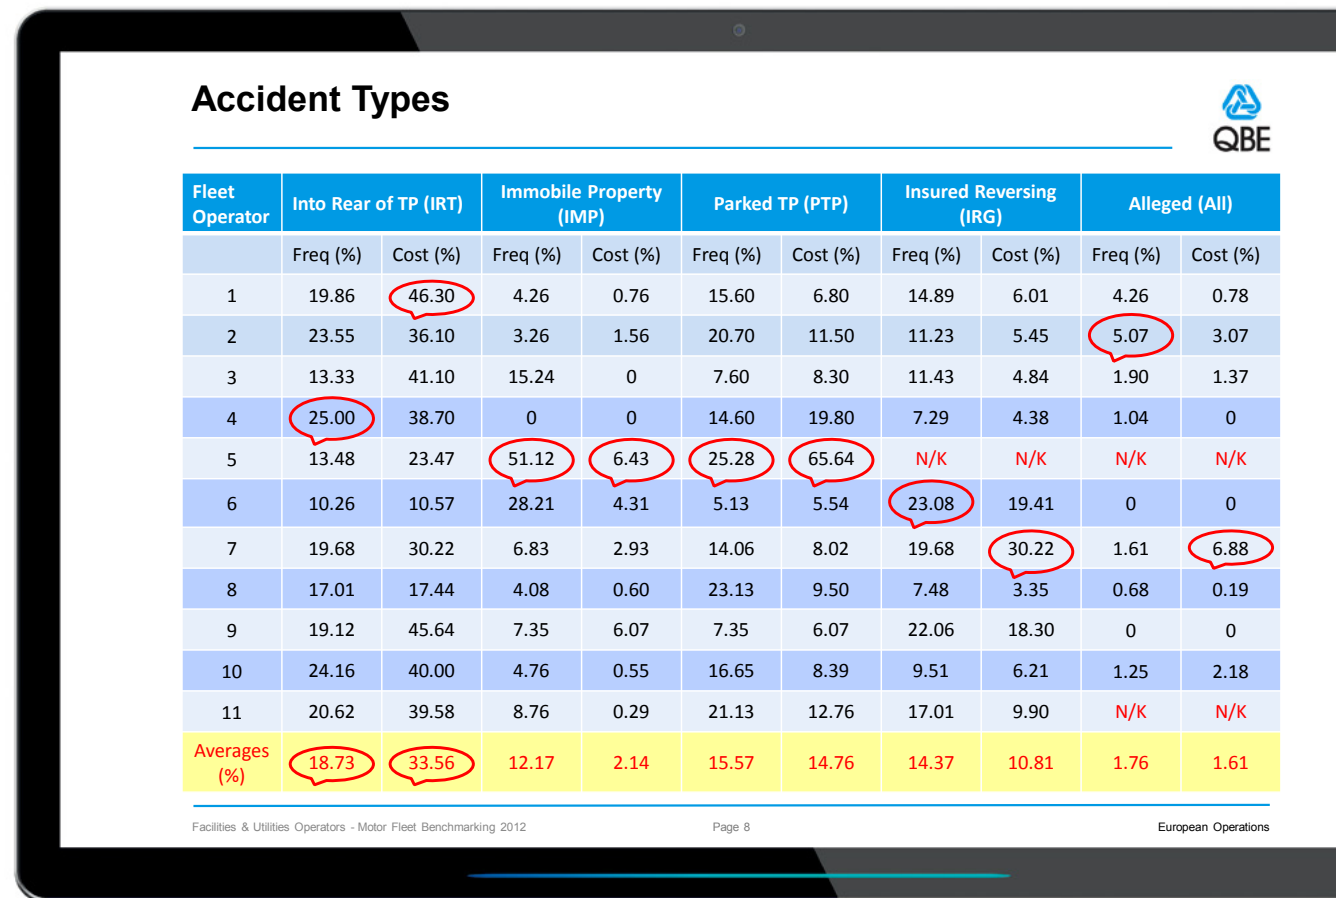 Accident Types
QBE
Fleet Operator Into Rear of TP (IRT) Immobile Property (IMP) Parked TP (PTP) Insured Reversing (IRG) Alleged (All)
Freq (%) Cost (%) Freq (%) Cost (%) Freq (%) Cost (%) Freq (%) Cost (%) Freq (%) Cost (%)
1 19.86 46.30 4.26 0.76 15.60 6.80 14.89 6.01 4.26 0.78
2 23.55 36.10 3.26 1.56 20.70 11.50 11.23 5.45 5.07 3.07
3 13.33 41.10 15.24 0 7.60 8.30 11.43 4.84 1.90 1.37
4 25.00 38.70 0 0 14.60 19.80 7.29 4.38 1.04 0
5 13.48 23.47 51.12 6.43 25.28 65.64 N/K N/K N/K N/K
6 10.26 10.57 28.21 4.31 5.13 5.54 23.08 19.41 0 0
7 19.68 30.22 6.83 2.93 14.06 8.02 19.68 30.22 1.61 6.88
8 17.01 17.44 4.08 0.60 23.13 9.50 7.48 3.35 0.68 0.19
9 19.12 45.64 7.35 6.07 7.35 6.07 22.06 18.30 0 0
10 24.16 40.00 4.76 0.55 16.65 8.39 9.51 6.21 1.25 2.18
11 20.62 39.58 8.76 0.29 21.13 12.76 17.01 9.90 N/K N/K
Averages (%) 18.73 33.56 12.17 2.14 15.57 14.76 14.37 10.81 1.76 1.61
Facilities & Utilities Operators - Motor Fleet Benchmarking 2012 Page 8 European Operations